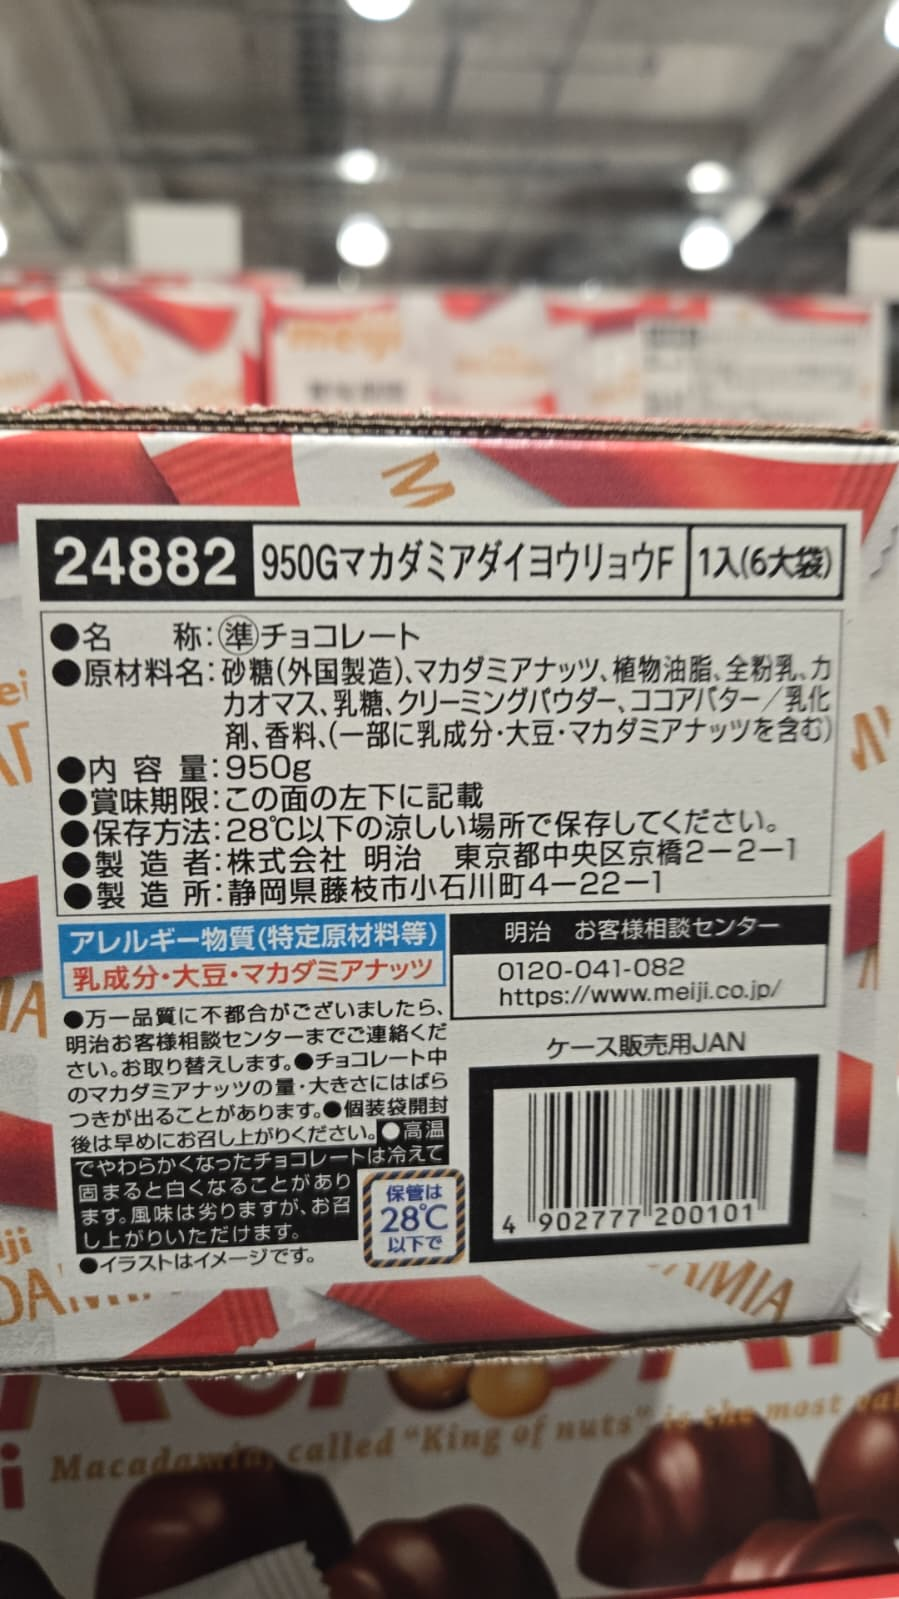 meiji
M
24882 950GマカダミアダイヨウリョウF 1入(6大袋)
●名　　称：㊜チョコレート
●原材料名：砂糖(外国製造)、マカダミアナッツ、植物油脂、全粉乳、カ
カオマス、乳糖、クリーミングパウダー、ココアバター／乳化
剤、香料、(一部に乳成分・大豆・マカダミアナッツを含む)
●内 容 量：950g
●賞味期限：この面の左下に記載
●保存方法：28℃以下の涼しい場所で保存してください。
●製 造 者：株式会社 明治　東京都中央区京橋2－2－1
●製 造 所：静岡県藤枝市小石川町4－22－1
アレルギー物質(特定原材料等)
乳成分・大豆・マカダミアナッツ
明治　お客様相談センター
0120-041-082
https://www.meiji.co.jp/
●万一品質に不都合がございましたら、
明治お客様相談センターまでご連絡くだ
さい。お取り替えします。●チョコレート中
のマカダミアナッツの量・大きさにはばら
つきが出ることがあります。●個装袋開封
後は早めにお召し上がりください。●高温
でやわらかくなったチョコレートは冷えて
固まると白くなることがあり
ます。風味は劣りますが、お召
し上がりいただけます。
●イラストはイメージです。
保管は
28℃
以下で
ケース販売用JAN
4 902777 200101
Macadamia, called "King of nuts" is the most